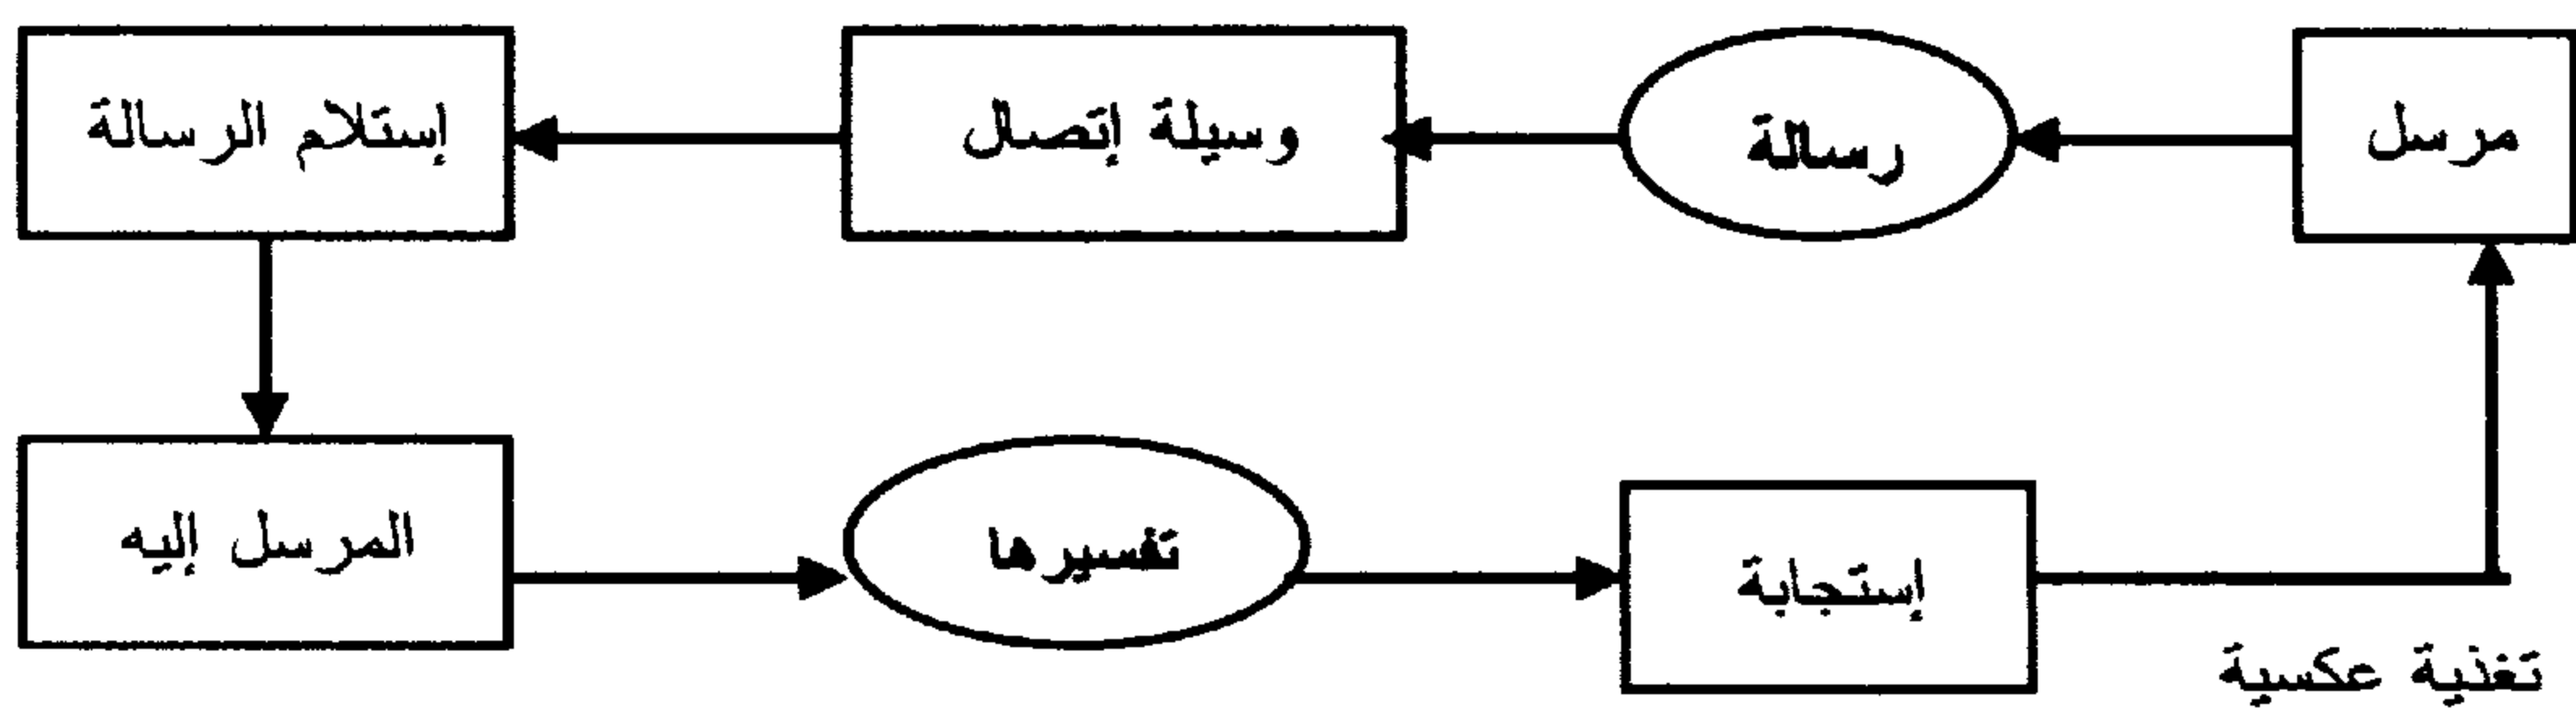 مرسل
رسالة
وسيلة إتصال
إستلام الرسالة
المرسل إليه
تفسيرها
إستجابة
تغذية عكسية